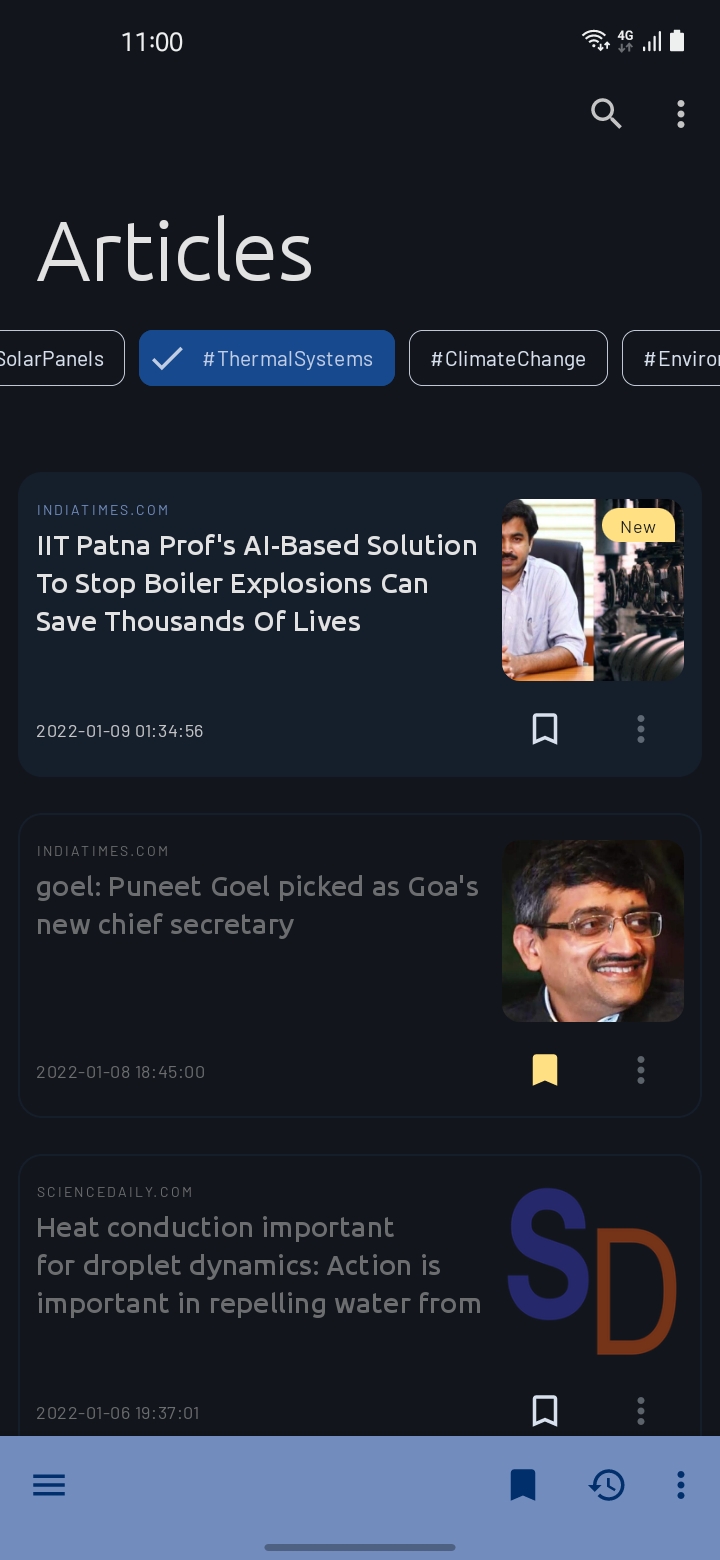 11:00
4G
Articles
SolarPanels
#ThermalSystems
#ClimateChange
#Enviro
INDIATIMES.COM
New
IIT Patna Prof's AI-Based Solution
To Stop Boiler Explosions Can
Save Thousands Of Lives
2022-01-09 01:34:56
INDIATIMES.COM
goel: Puneet Goel picked as Goa's
new chief secretary
2022-01-08 18:45:00
SCIENCEDAILY.COM
Heat conduction important
for droplet dynamics: Action is
important in repelling water from
SD
2022-01-06 19:37:01